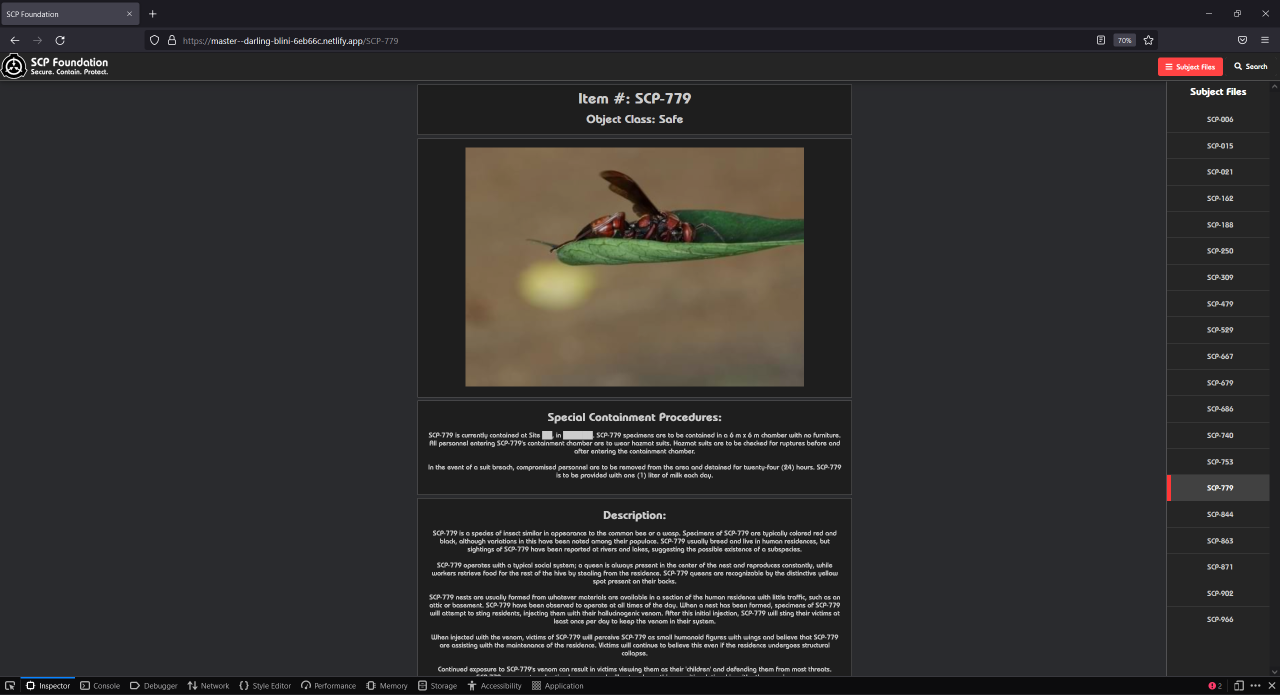 SCP Foundation
https://master--darling-blini-6eb66c.netlify.app/SCP-779
70%
SCP Foundation
Secure. Contain. Protect.
Subject Files
Search
Item #: SCP-779
Object Class: Safe
Special Containment Procedures:
SCP-779 is currently contained at Site , in . SCP-779 specimens are to be contained in a 6 m x 6 m chamber with no furniture.
All personnel entering SCP-779's containment chamber are to wear hazmat suits. Hazmat suits are to be checked for ruptures before and
after entering the containment chamber.
In the event of a suit breach, compromised personnel are to be removed from the area and detained for twenty-four (24) hours. SCP-779
is to be provided with one (1) liter of milk each day.
Description:
SCP-779 is a species of insect similar in appearance to the common bee or a wasp. Specimens of SCP-779 are typically colored red and
black, although variations in this have been noted among their populace. SCP-779 usually breed and live in human residences, but
sightings of SCP-779 have been reported at rivers and lakes, suggesting the possible existence of a subspecies.
SCP-779 operates with a typical social system; a queen is always present in the center of the nest and reproduces constantly, while
workers retrieve food for the rest of the hive by stealing from the residence. SCP-779 queens are recognizable by the distinctive yellow
spot present on their backs.
SCP-779 nests are usually formed from whatever materials are available in a section of the human residence with little traffic, such as an
attic or basement. SCP-779 have been observed to operate at all times of the day. When a nest has been formed, specimens of SCP-779
will attempt to sting residents, injecting them with their hallucinogenic venom. After this initial injection, SCP-779 will sting their victims at
least once per day to keep the venom in their system.
When injected with the venom, victims of SCP-779 will perceive SCP-779 as small humanoid figures with wings and believe that SCP-779
are assisting with the maintenance of the residence. Victims will continue to believe this even if the residence undergoes structural
collapse.
Continued exposure to SCP-779's venom can result in victims viewing them as their 'children' and defending them from most threats.
Subject Files
SCP-006
SCP-015
SCP-021
SCP-162
SCP-188
SCP-250
SCP-309
SCP-479
SCP-529
SCP-667
SCP-679
SCP-686
SCP-740
SCP-753
SCP-779
SCP-844
SCP-863
SCP-871
SCP-902
SCP-966
Inspector
Console
Debugger
Network
Style Editor
Performance
Memory
Storage
Accessibility
Application
2